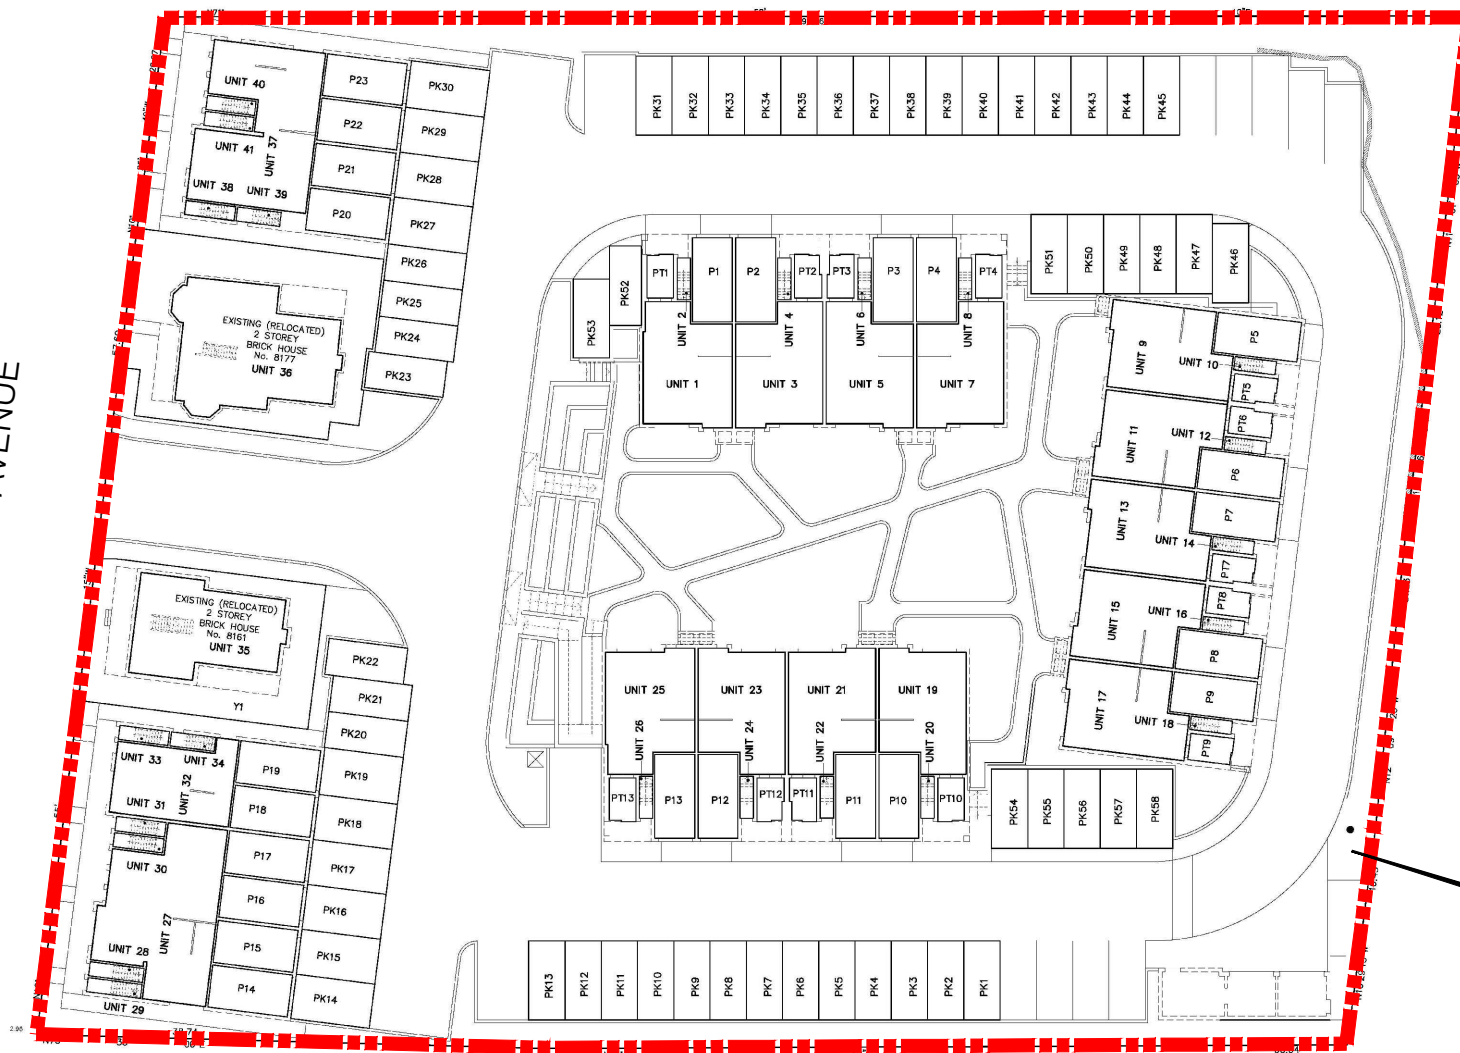 AVENUE
UNIT 40
UNIT 41
UNIT 37
UNIT 38
UNIT 39
P23
P22
P21
P20
PK30
PK29
PK28
PK27
PK26
PK25
PK24
PK23
EXISTING (RELOCATED)
2 STOREY
BRICK HOUSE
No. 8177
UNIT 36
PK31
PK32
PK33
PK34
PK35
PK36
PK37
PK38
PK39
PK40
PK41
PK42
PK43
PK44
PK45
PK53
PK52
PT1
P1
P2
PT2
PT3
P3
P4
PT4
UNIT 2
UNIT 4
UNIT 6
UNIT 8
UNIT 1
UNIT 3
UNIT 5
UNIT 7
PK51
PK50
PK49
PK48
PK47
PK46
UNIT 9
UNIT 10
P5
PT5
PT6
UNIT 11
UNIT 12
P6
UNIT 13
P7
UNIT 14
PT7
PT8
UNIT 15
UNIT 16
P8
UNIT 17
P9
UNIT 18
PT9
EXISTING (RELOCATED)
2 STOREY
BRICK HOUSE
No. 8161
UNIT 35
Y1
PK22
PK21
PK20
PK19
PK18
PK17
PK16
PK15
PK14
UNIT 33
UNIT 34
UNIT 32
UNIT 31
P19
P18
UNIT 30
UNIT 27
UNIT 28
UNIT 29
P17
P16
P15
P14
UNIT 25
UNIT 23
UNIT 21
UNIT 19
UNIT 26
UNIT 24
UNIT 22
UNIT 20
PT13
P13
P12
PT12
PT11
P11
P10
PT10
PK54
PK55
PK56
PK57
PK58
PK13
PK12
PK11
PK10
PK9
PK8
PK7
PK6
PK5
PK4
PK3
PK2
PK1
2.96